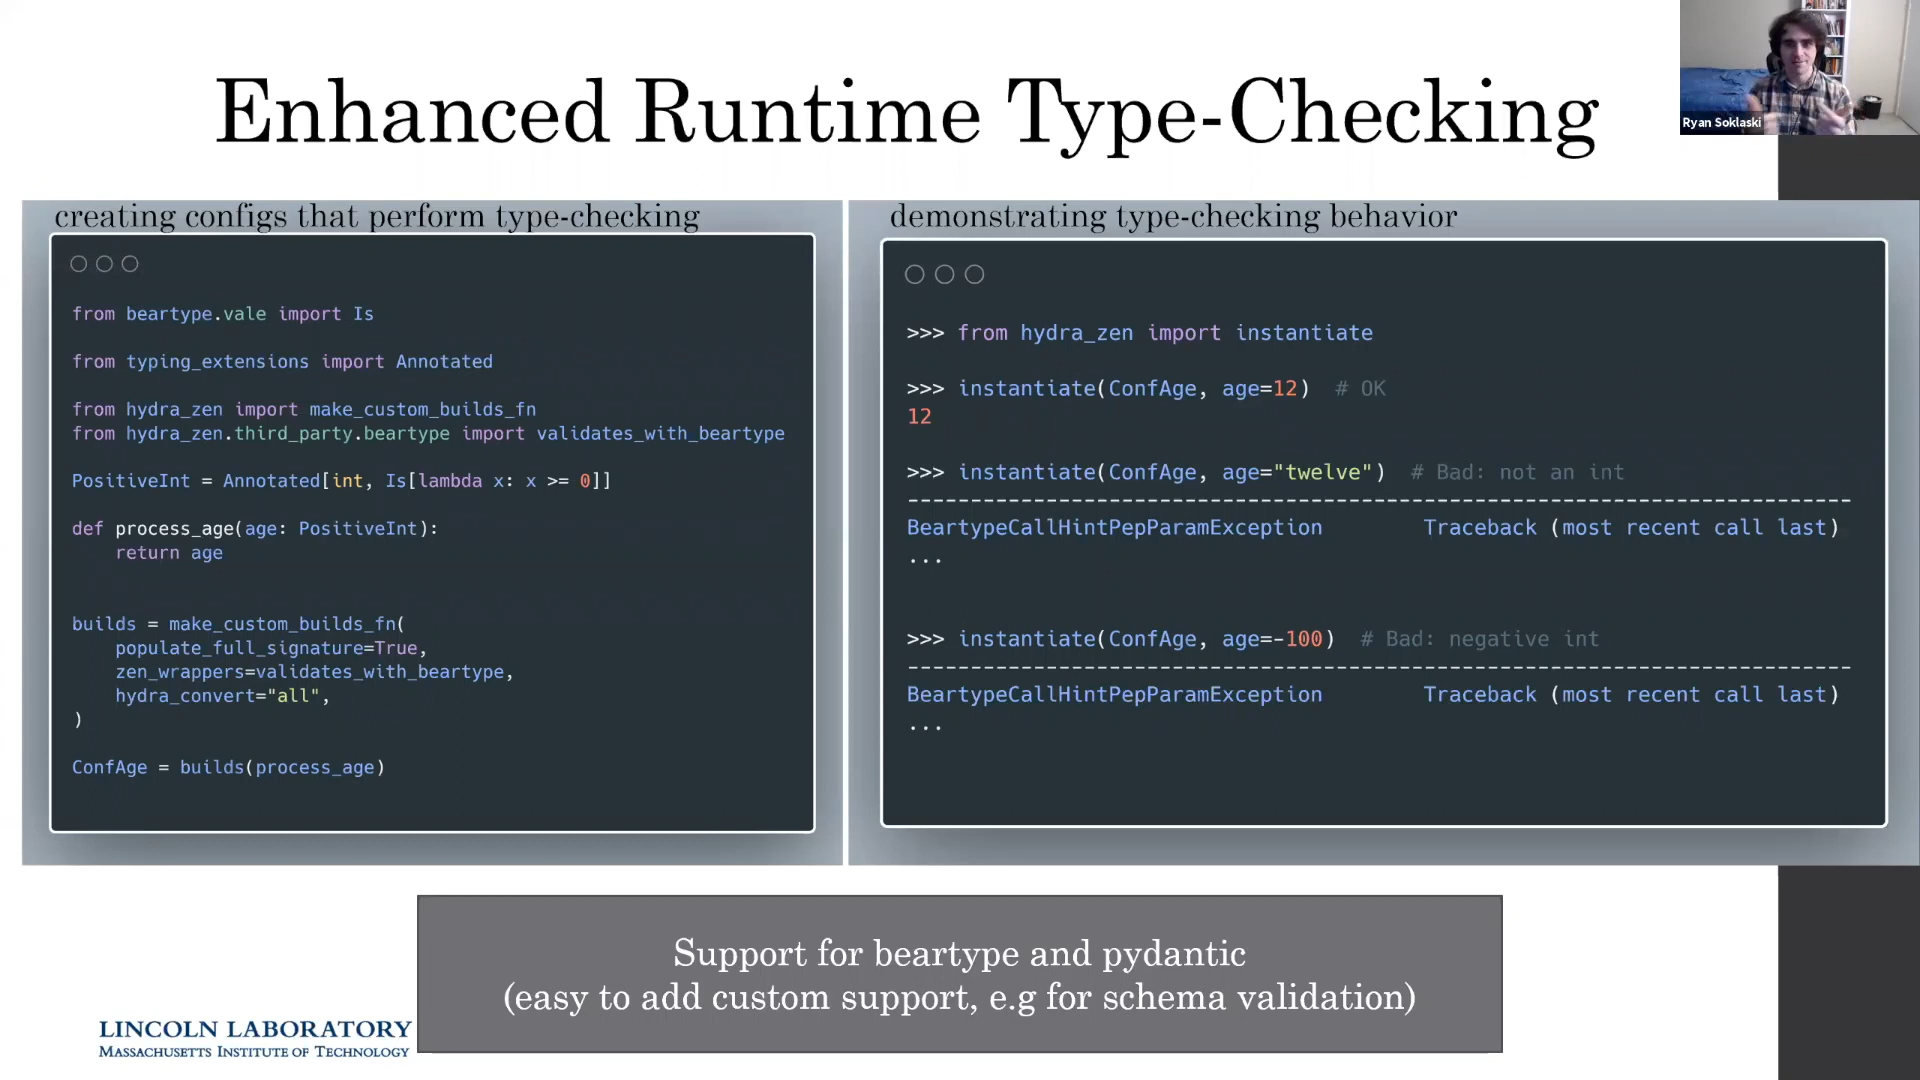 Enhanced Runtime Type-Checking
Ryan Soklaski
creating configs that perform type-checking
from beartype.vale import Is
from typing_extensions import Annotated
from hydra_zen import make_custom_builds_fn
from hydra_zen.third_party.beartype import validates_with_beartype
PositiveInt = Annotated[int, Is[lambda x: x >= 0]]
def process_age(age: PositiveInt):
    return age
builds = make_custom_builds_fn(
    populate_full_signature=True,
    zen_wrappers=validates_with_beartype,
    hydra_convert="all",
)
ConfAge = builds(process_age)
demonstrating type-checking behavior
>>> from hydra_zen import instantiate
>>> instantiate(ConfAge, age=12)  # OK
12
>>> instantiate(ConfAge, age="twelve")  # Bad: not an int
---------------------------------------------------------------------------
BeartypeCallHintPepParamException        Traceback (most recent call last)
...
>>> instantiate(ConfAge, age=-100)  # Bad: negative int
---------------------------------------------------------------------------
BeartypeCallHintPepParamException        Traceback (most recent call last)
...
Support for beartype and pydantic
(easy to add custom support, e.g for schema validation)
LINCOLN LABORATORY
MASSACHUSETTS INSTITUTE OF TECHNOLOGY